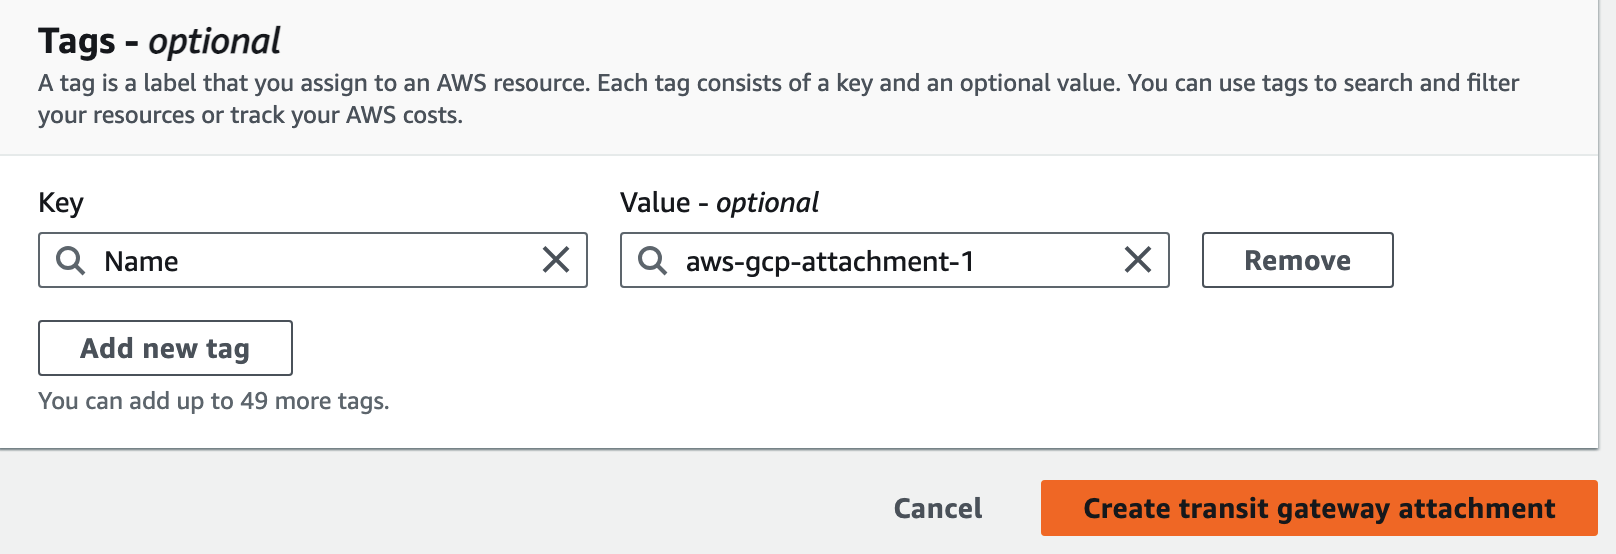 Tags - optional
A tag is a label that you assign to an AWS resource. Each tag consists of a key and an optional value. You can use tags to search and filter
your resources or track your AWS costs.
Key
Value - optional
Name
aws-gcp-attachment-1
Remove
Add new tag
You can add up to 49 more tags.
Cancel
Create transit gateway attachment